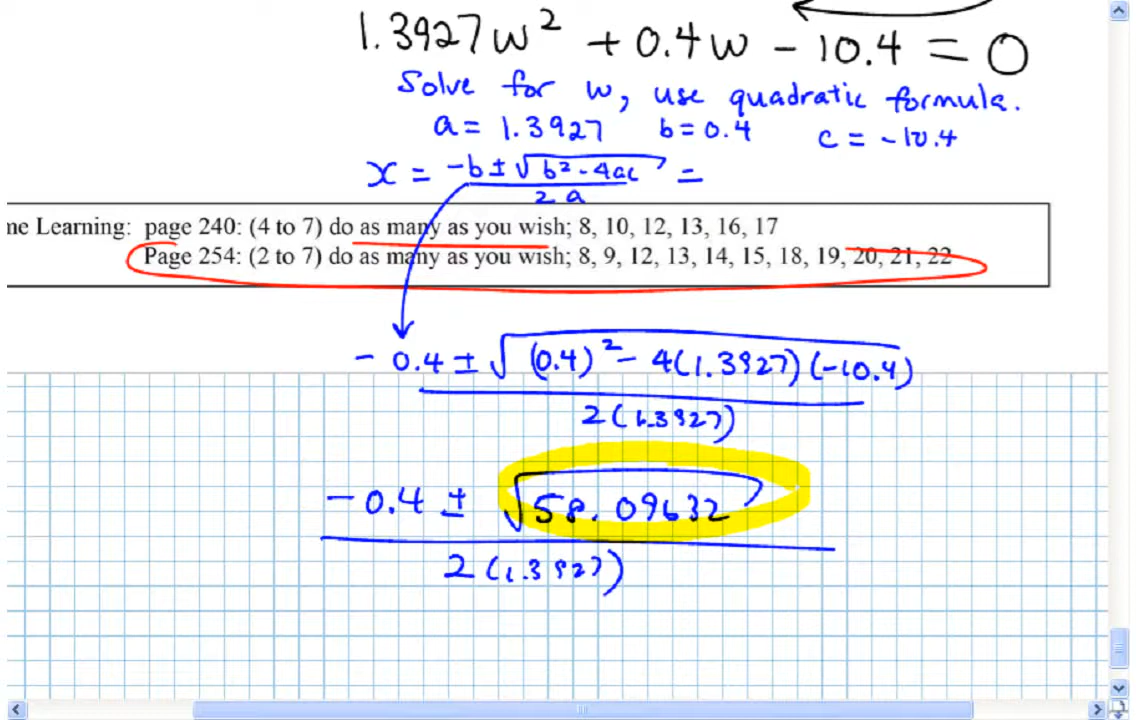 1.3927w² + 0.4w - 10.4 = 0
Solve for w, use quadratic formula.
a = 1.3927 b = 0.4 c = -10.4
x = -b ± √b² - 4ac / 2a =
me Learning: page 240: (4 to 7) do as many as you wish; 8, 10, 12, 13, 16, 17
Page 254: (2 to 7) do as many as you wish; 8, 9, 12, 13, 14, 15, 18, 19, 20, 21, 22
- 0.4 ± √(0.4)² - 4(1.3927)(-10.4)
2(1.3927)
-0.4 ± √58.09632
2(1.3927)